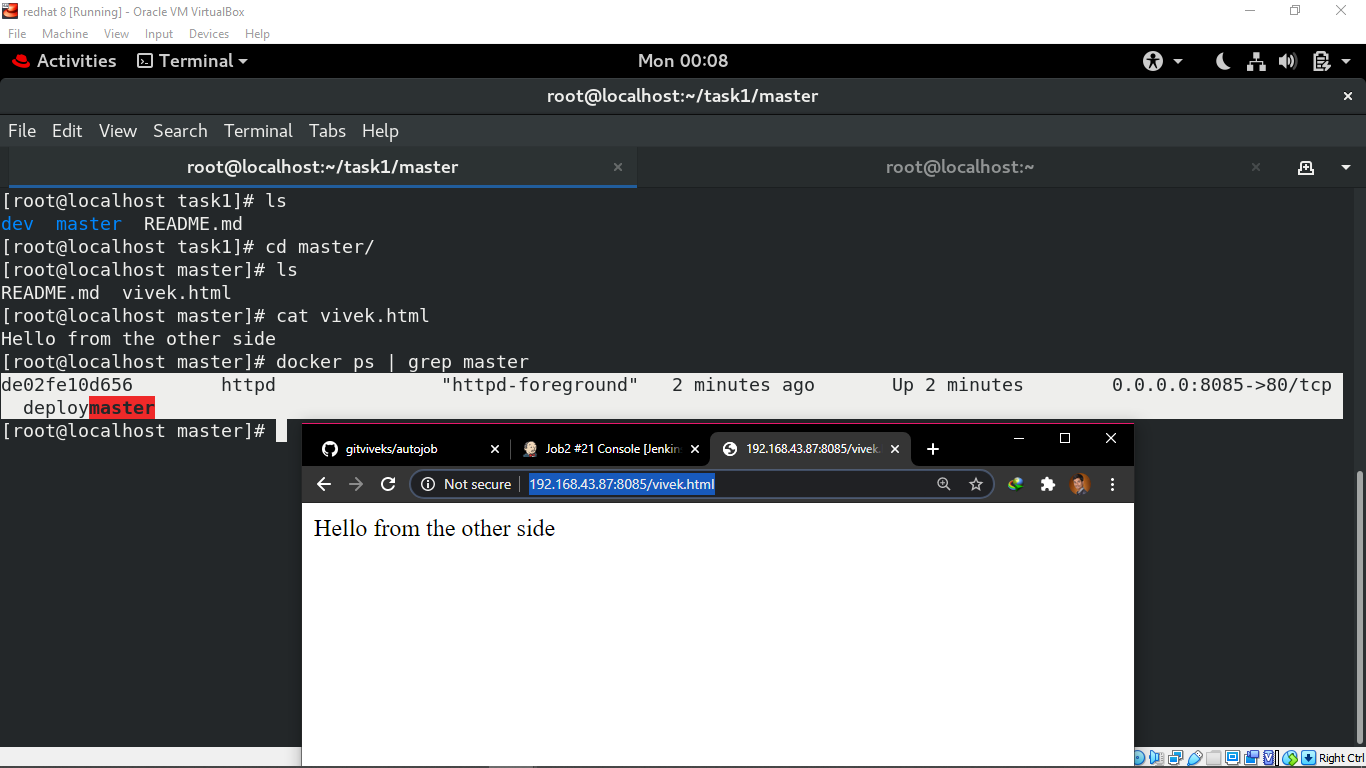 redhat 8 [Running] - Oracle VM VirtualBox
File Machine View Input Devices Help
Activities Terminal Mon 00:08
root@localhost:~/task1/master
File Edit View Search Terminal Tabs Help
root@localhost:~/task1/master root@localhost:~
[root@localhost task1]# ls
dev master README.md
[root@localhost task1]# cd master/
[root@localhost master]# ls
README.md vivek.html
[root@localhost master]# cat vivek.html
Hello from the other side
[root@localhost master]# docker ps | grep master
de02fe10d656 httpd "httpd-foreground" 2 minutes ago Up 2 minutes 0.0.0.0:8085->80/tcp
deploymaster
[root@localhost master]#
gitviveks/autojob Job2 #21 Console [Jenkin 192.168.43.87:8085/vivek.
Not secure 192.168.43.87:8085/vivek.html
Hello from the other side
Right Ctrl